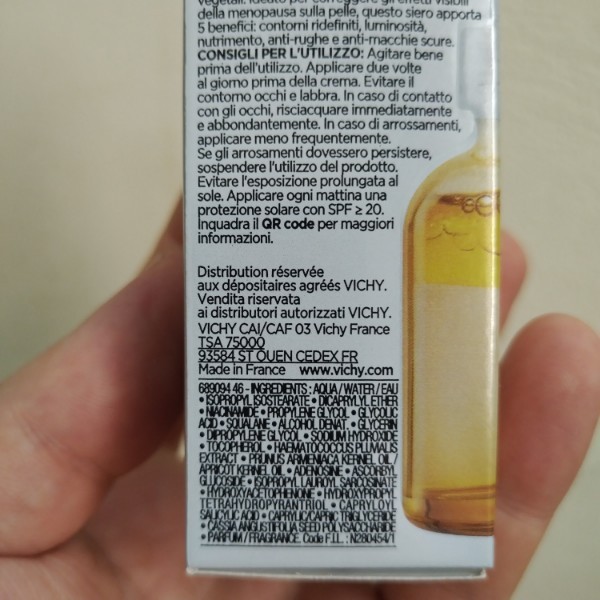 vegetali. Ideato per correggere gli effetti visibili
della menopausa sulla pelle, questo siero apporta
5 benefici: contorni ridefiniti, luminosità,
nutrimento, anti-rughe e anti-macchie scure.
CONSIGLI PER L'UTILIZZO: Agitare bene
prima dell'utilizzo. Applicare due volte
al giorno prima della crema. Evitare il
contorno occhi e labbra. In caso di contatto
con gli occhi, risciacquare immediatamente
e abbondantemente. In caso di arrossamenti,
applicare meno frequentemente.
Se gli arrosamenti dovessero persistere,
sospendere l'utilizzo del prodotto.
Evitare l'esposizione prolungata al
sole. Applicare ogni mattina una
protezione solare con SPF ≥ 20.
Inquadra il QR code per maggiori
informazioni.
Distribution réservée
aux dépositaires agréés VICHY.
Vendita riservata
ai distributori autorizzati VICHY.
VICHY CAI/CAF 03 Vichy France
TSA 75000
93584 ST OUEN CEDEX FR
Made in France www.vichy.com
689094 46 - INGREDIENTS : AQUA / WATER / EAU
• ISOPROPYL ISOSTEARATE • DICAPRYLYL ETHER
• NIACINAMIDE • PROPYLENE GLYCOL • GLYCOLIC
ACID • SQUALANE • ALCOHOL DENAT. • GLYCERIN
• DIPROPYLENE GLYCOL • SODIUM HYDROXIDE
• TOCOPHEROL • HAEMATOCOCCUS PLUVIALIS
EXTRACT • PRUNUS ARMENIACA KERNEL OIL /
APRICOT KERNEL OIL • ADENOSINE • ASCORBYL
GLUCOSIDE • ISOPROPYL LAUROYL SARCOSINATE
• HYDROXYACETOPHENONE • HYDROXYPROPYL
TETRAHYDROPYRANTRIOL • CAPRYLOYL
SALICYLIC ACID • CAPRYLIC/CAPRIC TRIGLYCERIDE
• CASSIA ANGUSTIFOLIA SEED POLYSACCHARIDE
• PARFUM / FRAGRANCE. Code F.I.L. : N280454/1